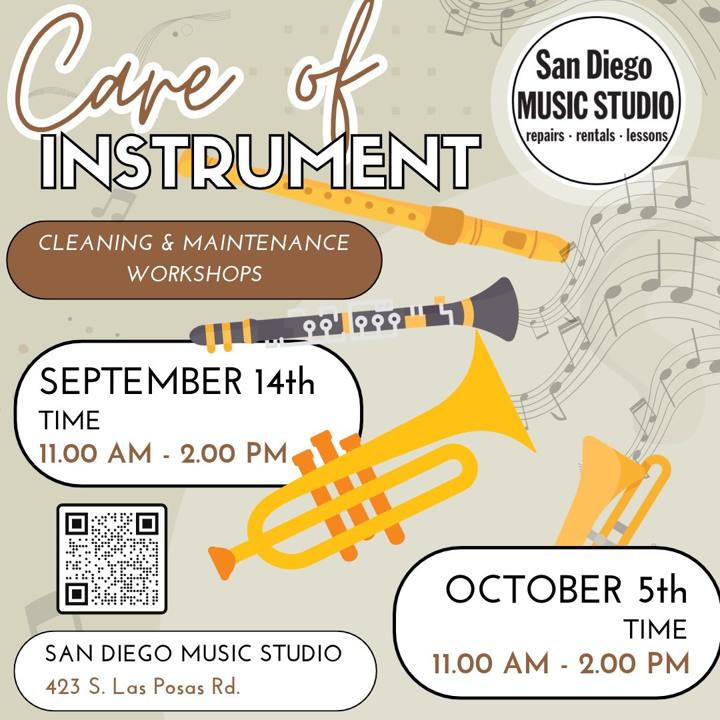 Care of
INSTRUMENT
San Diego
MUSIC STUDIO
repairs · rentals · lessons
CLEANING & MAINTENANCE
WORKSHOPS
SEPTEMBER 14th
TIME
11.00 AM - 2.00 PM
OCTOBER 5th
TIME
11.00 AM - 2.00 PM
SAN DIEGO MUSIC STUDIO
423 S. Las Posas Rd.